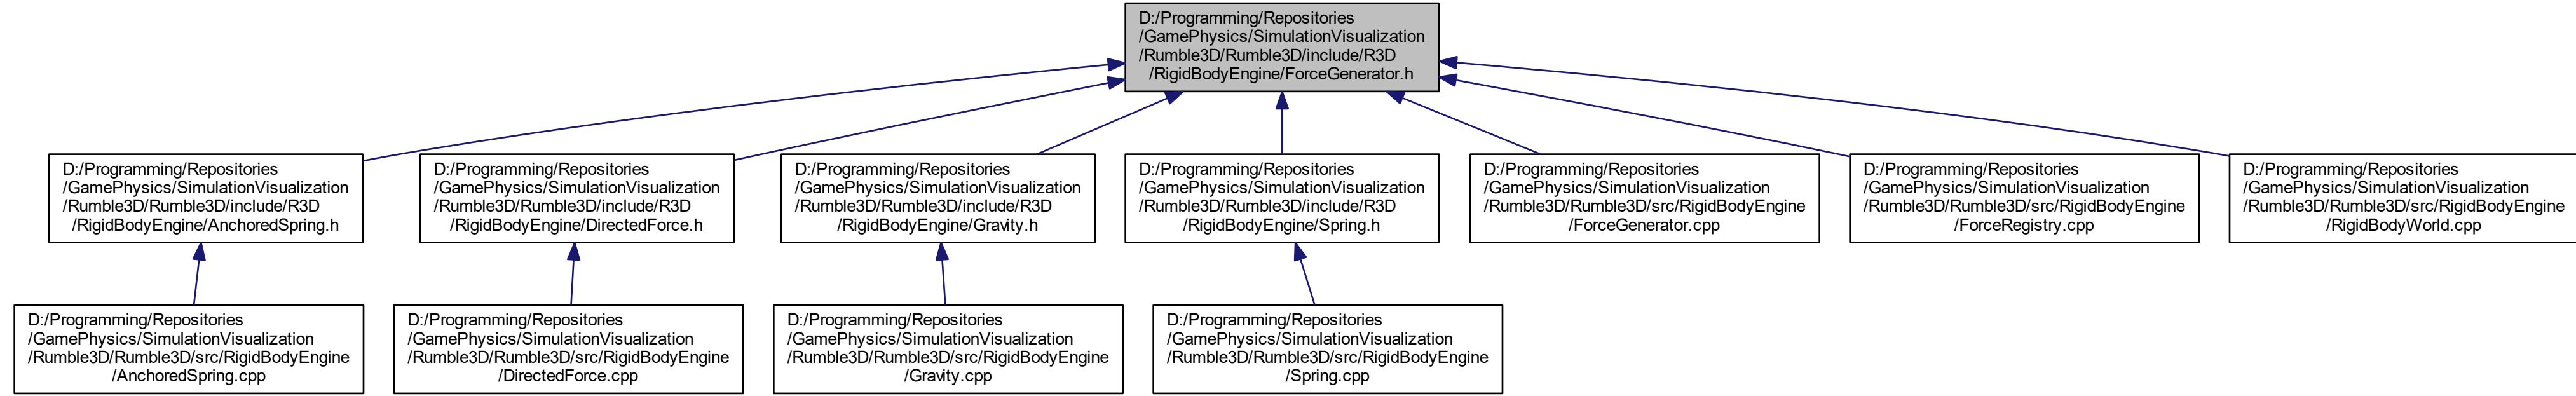 D:/Programming/Repositories
/GamePhysics/SimulationVisualization
/Rumble3D/Rumble3D/include/R3D
/RigidBodyEngine/ForceGenerator.h
D:/Programming/Repositories
/GamePhysics/SimulationVisualization
/Rumble3D/Rumble3D/include/R3D
/RigidBodyEngine/AnchoredSpring.h
D:/Programming/Repositories
/GamePhysics/SimulationVisualization
/Rumble3D/Rumble3D/include/R3D
/RigidBodyEngine/DirectedForce.h
D:/Programming/Repositories
/GamePhysics/SimulationVisualization
/Rumble3D/Rumble3D/include/R3D
/RigidBodyEngine/Gravity.h
D:/Programming/Repositories
/GamePhysics/SimulationVisualization
/Rumble3D/Rumble3D/include/R3D
/RigidBodyEngine/Spring.h
D:/Programming/Repositories
/GamePhysics/SimulationVisualization
/Rumble3D/Rumble3D/src/RigidBodyEngine
/ForceGenerator.cpp
D:/Programming/Repositories
/GamePhysics/SimulationVisualization
/Rumble3D/Rumble3D/src/RigidBodyEngine
/ForceRegistry.cpp
D:/Programming/Repositories
/GamePhysics/SimulationVisualization
/Rumble3D/Rumble3D/src/RigidBodyEngine
/RigidBodyWorld.cpp
D:/Programming/Repositories
/GamePhysics/SimulationVisualization
/Rumble3D/Rumble3D/src/RigidBodyEngine
/AnchoredSpring.cpp
D:/Programming/Repositories
/GamePhysics/SimulationVisualization
/Rumble3D/Rumble3D/src/RigidBodyEngine
/DirectedForce.cpp
D:/Programming/Repositories
/GamePhysics/SimulationVisualization
/Rumble3D/Rumble3D/src/RigidBodyEngine
/Gravity.cpp
D:/Programming/Repositories
/GamePhysics/SimulationVisualization
/Rumble3D/Rumble3D/src/RigidBodyEngine
/Spring.cpp